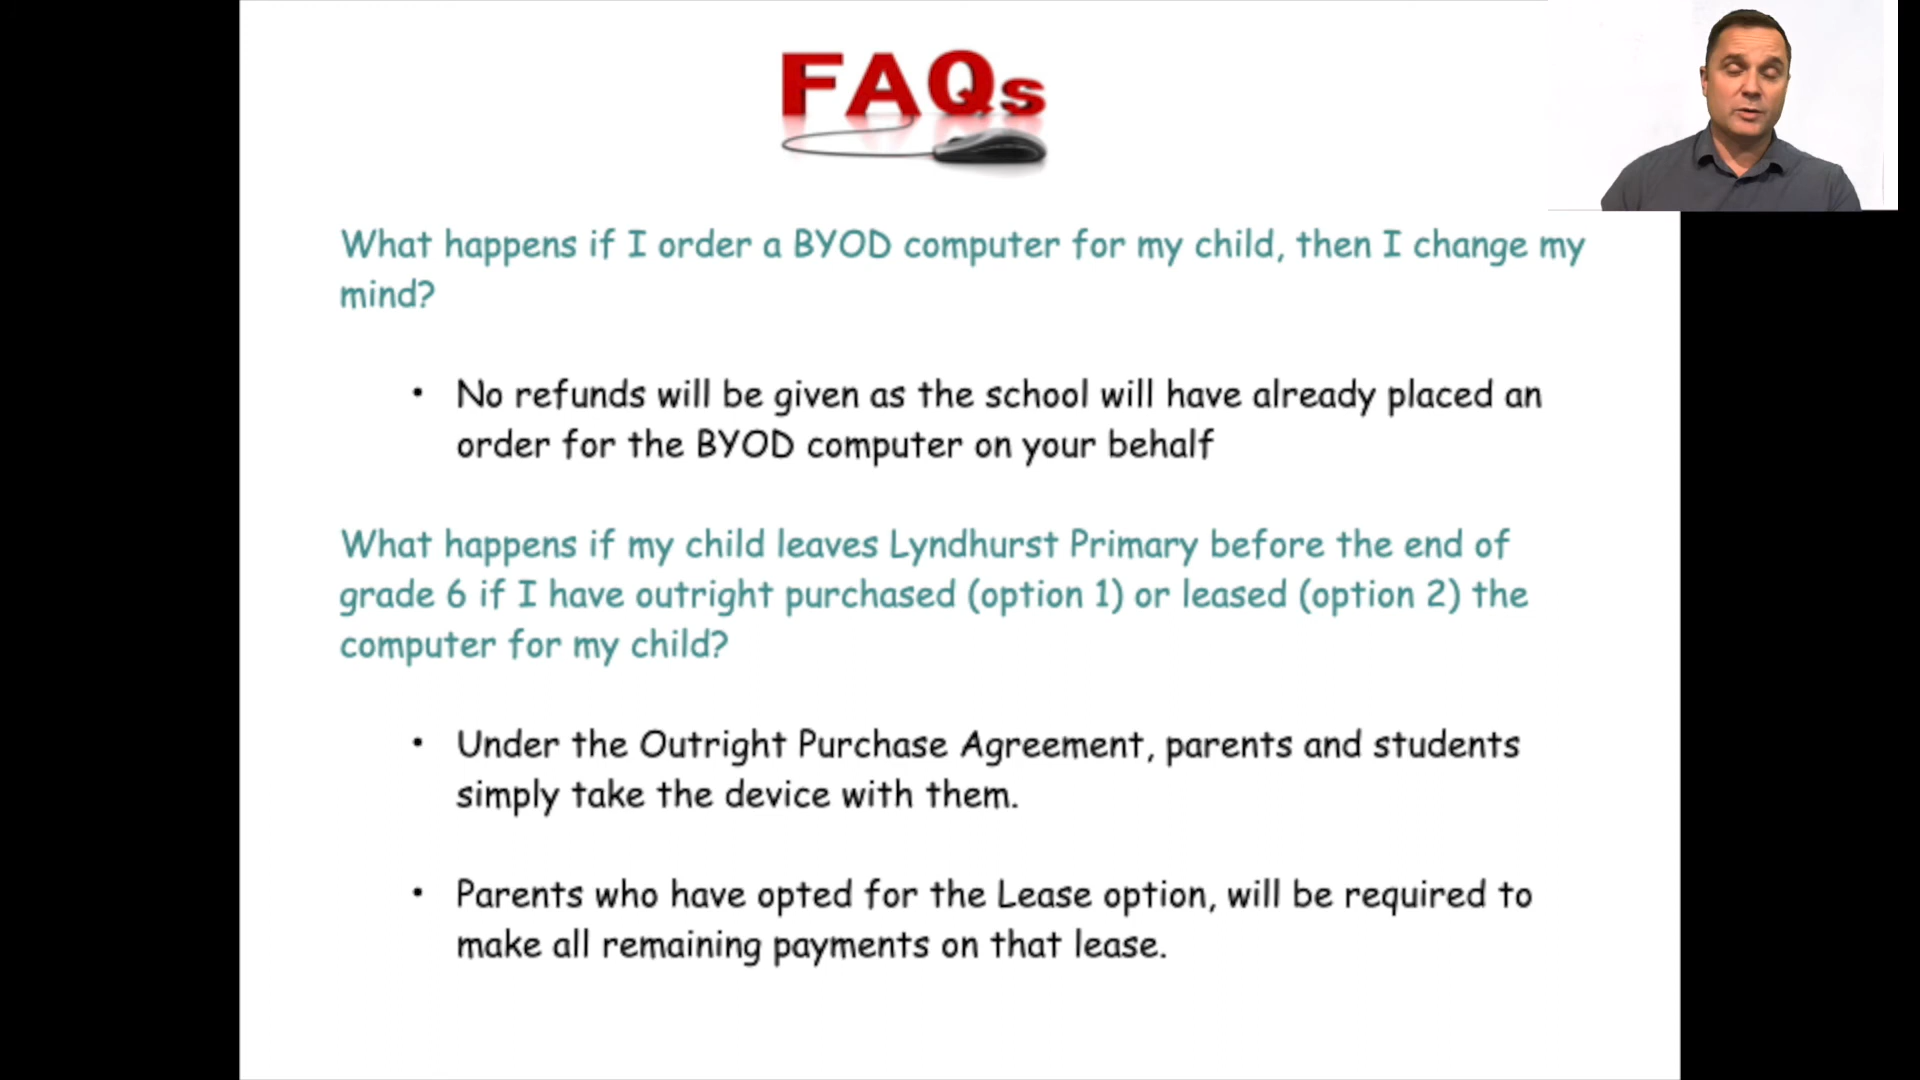 FAQs
What happens if I order a BYOD computer for my child, then I change my
mind?
• No refunds will be given as the school will have already placed an
order for the BYOD computer on your behalf
What happens if my child leaves Lyndhurst Primary before the end of
grade 6 if I have outright purchased (option 1) or leased (option 2) the
computer for my child?
• Under the Outright Purchase Agreement, parents and students
simply take the device with them.
• Parents who have opted for the Lease option, will be required to
make all remaining payments on that lease.